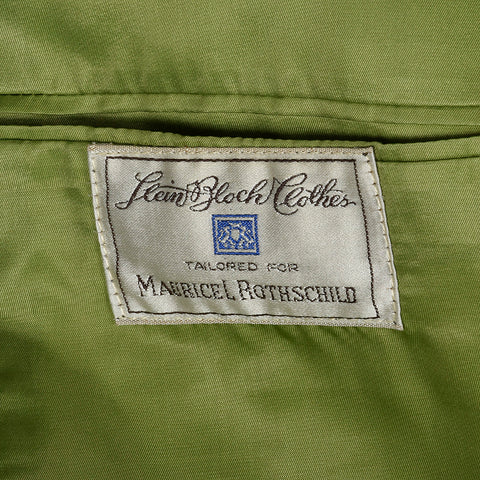 Stein Bloch Clothes
TAILORED FOR
MAURICE L ROTHSCHILD